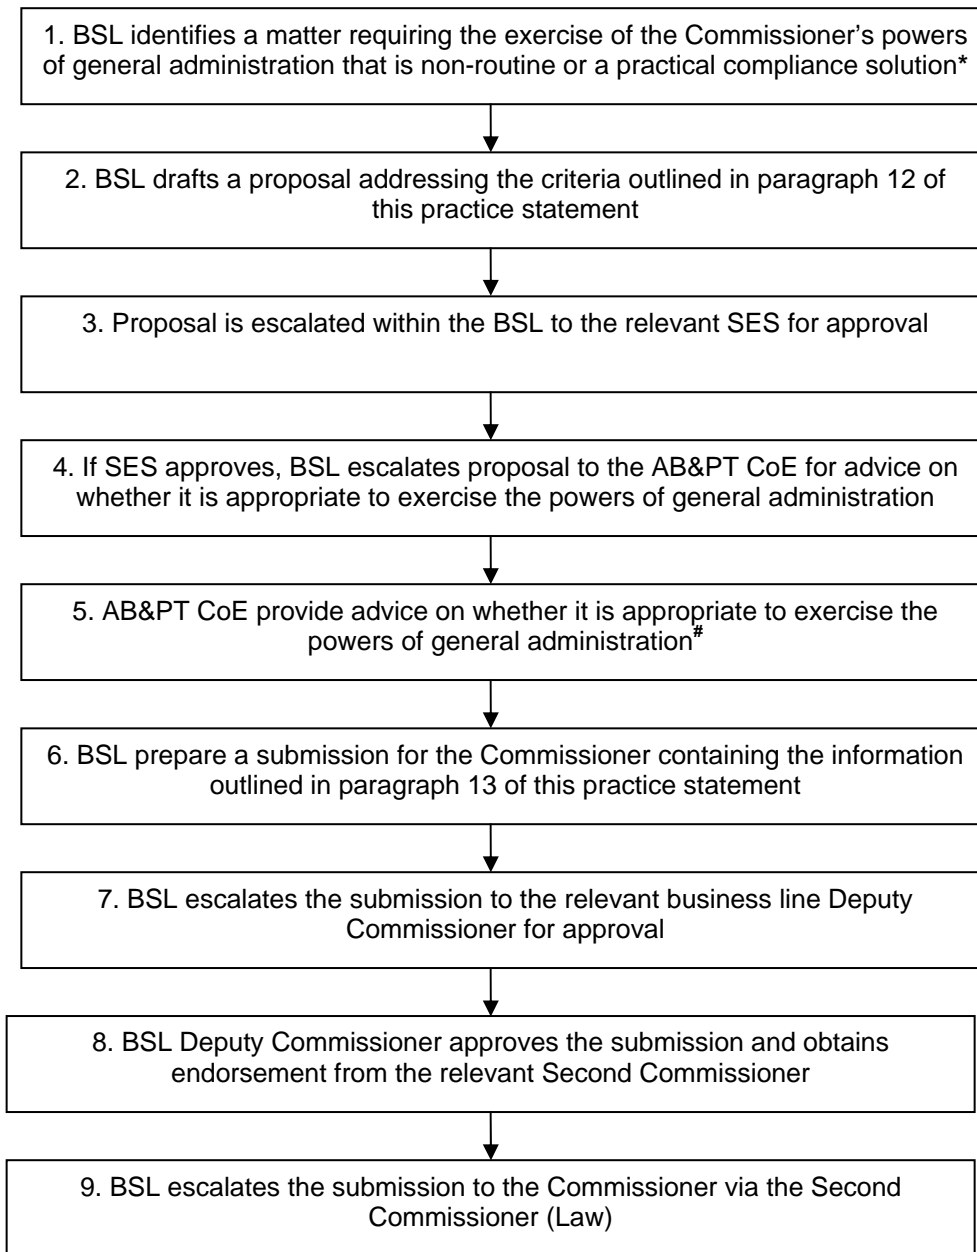 1. BSL identifies a matter requiring the exercise of the Commissioner’s powers
of general administration that is non-routine or a practical compliance solution*
2. BSL drafts a proposal addressing the criteria outlined in paragraph 12 of
this practice statement
3. Proposal is escalated within the BSL to the relevant SES for approval
4. If SES approves, BSL escalates proposal to the AB&PT CoE for advice on
whether it is appropriate to exercise the powers of general administration
5. AB&PT CoE provide advice on whether it is appropriate to exercise the
powers of general administration#
6. BSL prepare a submission for the Commissioner containing the information
outlined in paragraph 13 of this practice statement
7. BSL escalates the submission to the relevant business line Deputy
Commissioner for approval
8. BSL Deputy Commissioner approves the submission and obtains
endorsement from the relevant Second Commissioner
9. BSL escalates the submission to the Commissioner via the Second
Commissioner (Law)